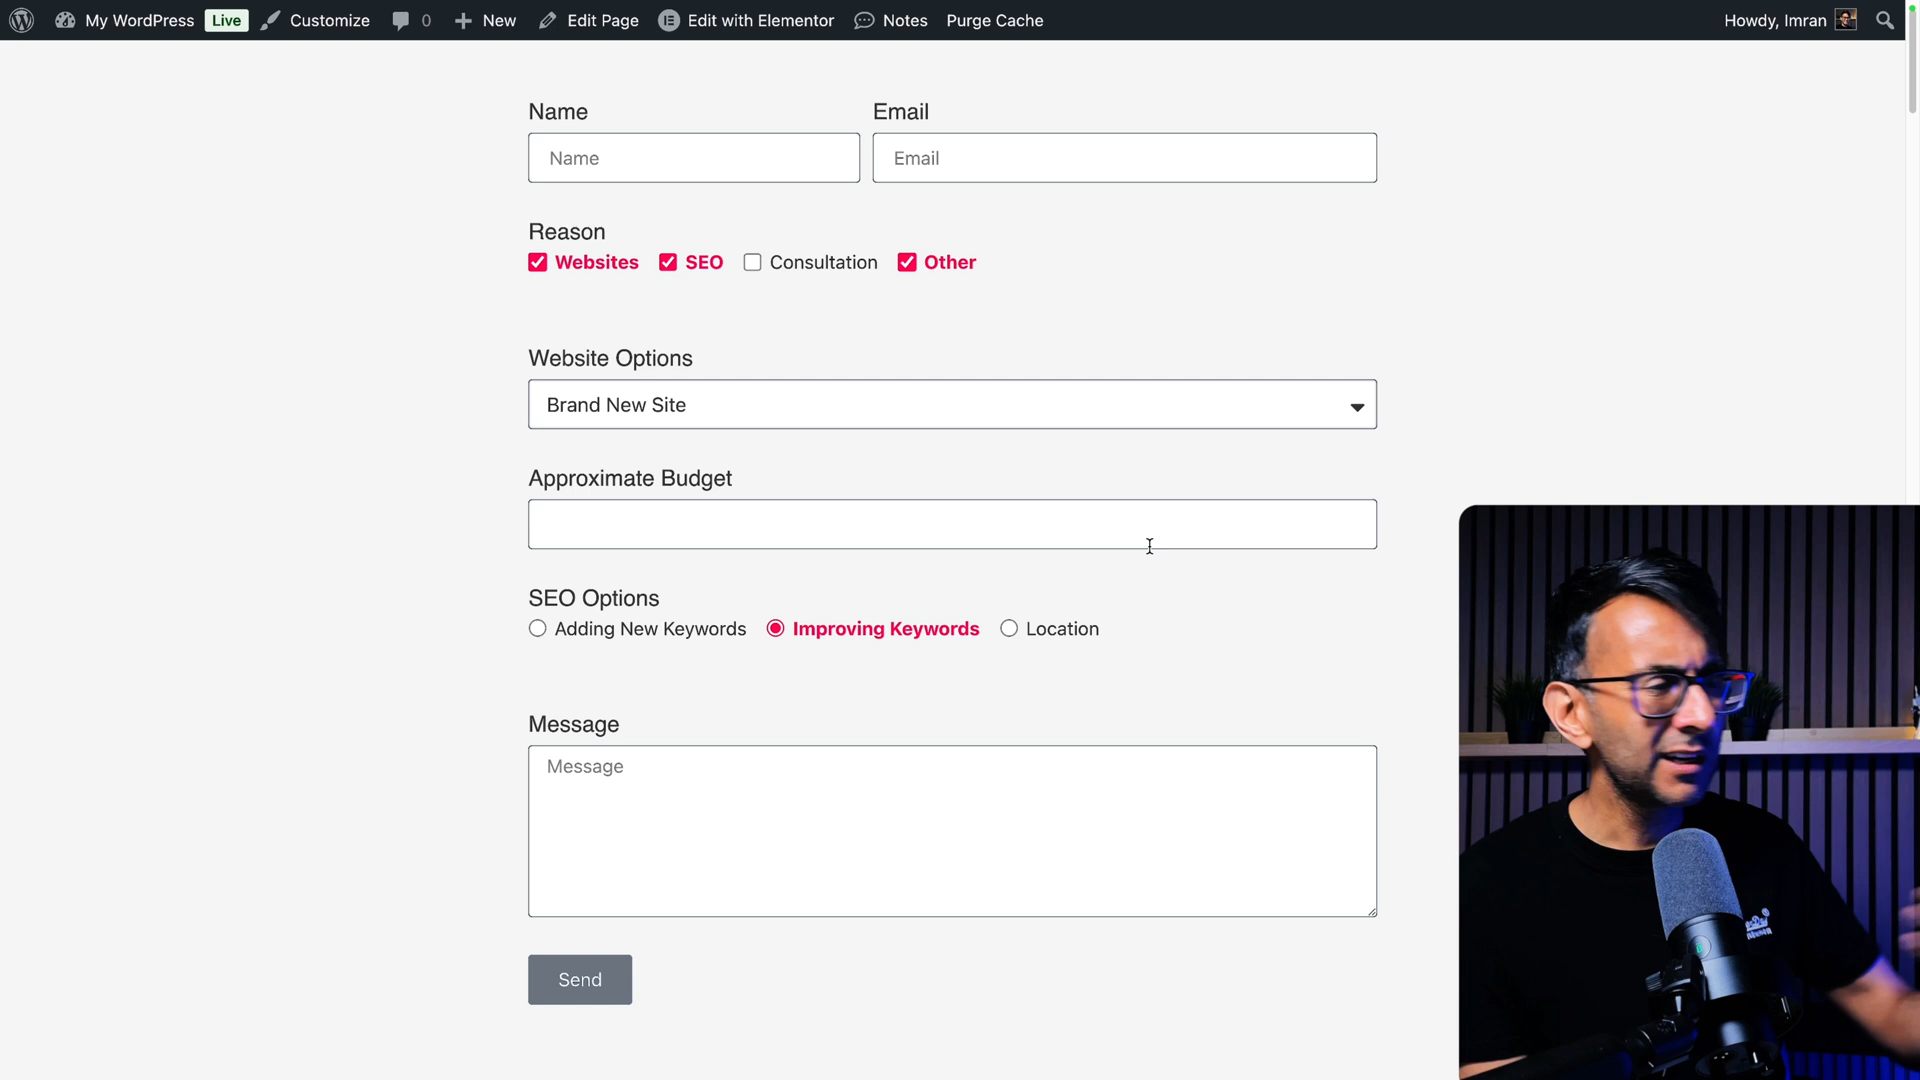 My WordPress Live Customize 0 New Edit Page Edit with Elementor Notes Purge Cache Howdy, Imran
Name Email
Name Email
Reason
Websites SEO Consultation Other
Website Options
Brand New Site
Approximate Budget
SEO Options
Adding New Keywords Improving Keywords Location
Message
Message
Send